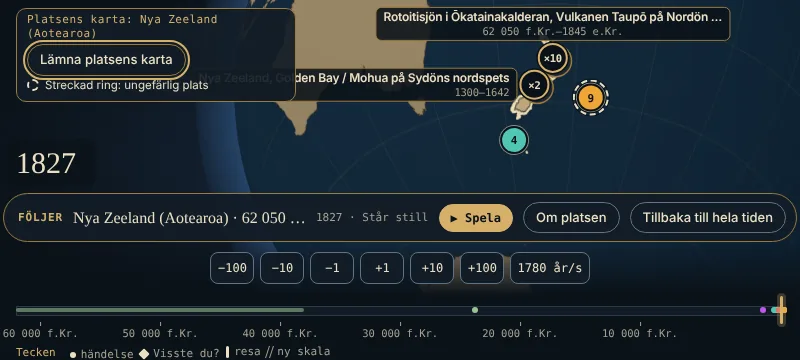 Platsens karta: Nya Zeeland
(Aotearoa)
Lämna platsens karta
Streckad ring: ungefärlig plats
Rotoitisjön i Ōkatainakalderan, Vulkanen Taupō på Nordön …
62 050 f.Kr.–1845 e.Kr.
×10
Nya Zeeland, Golden Bay / Mohua på Sydöns nordspets
1300–1642
×2
9
4
1827
FÖLJER Nya Zeeland (Aotearoa) · 62 050 … 1827 · Står still ▶ Spela Om platsen Tillbaka till hela tiden
−100 −10 −1 +1 +10 +100 1780 år/s
60 000 f.Kr. 50 000 f.Kr. 40 000 f.Kr. 30 000 f.Kr. 20 000 f.Kr. 10 000 f.Kr.
Tecken ● händelse ◆ Visste du? resa // ny skala